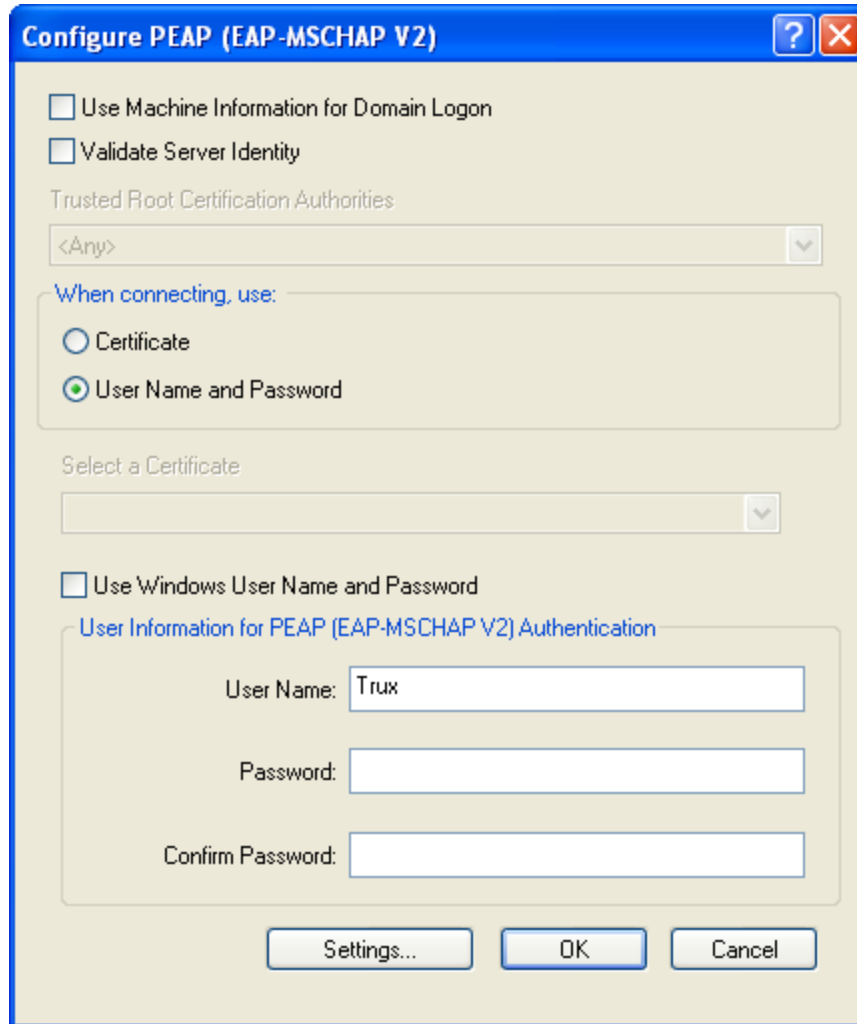 Configure PEAP (EAP-MSCHAP V2)
Use Machine Information for Domain Logon
Validate Server Identity
Trusted Root Certification Authorities
<Any>
When connecting, use:
Certificate
User Name and Password
Select a Certificate
Use Windows User Name and Password
User Information for PEAP (EAP-MSCHAP V2) Authentication
User Name: Trux
Password:
Confirm Password:
Settings... OK Cancel